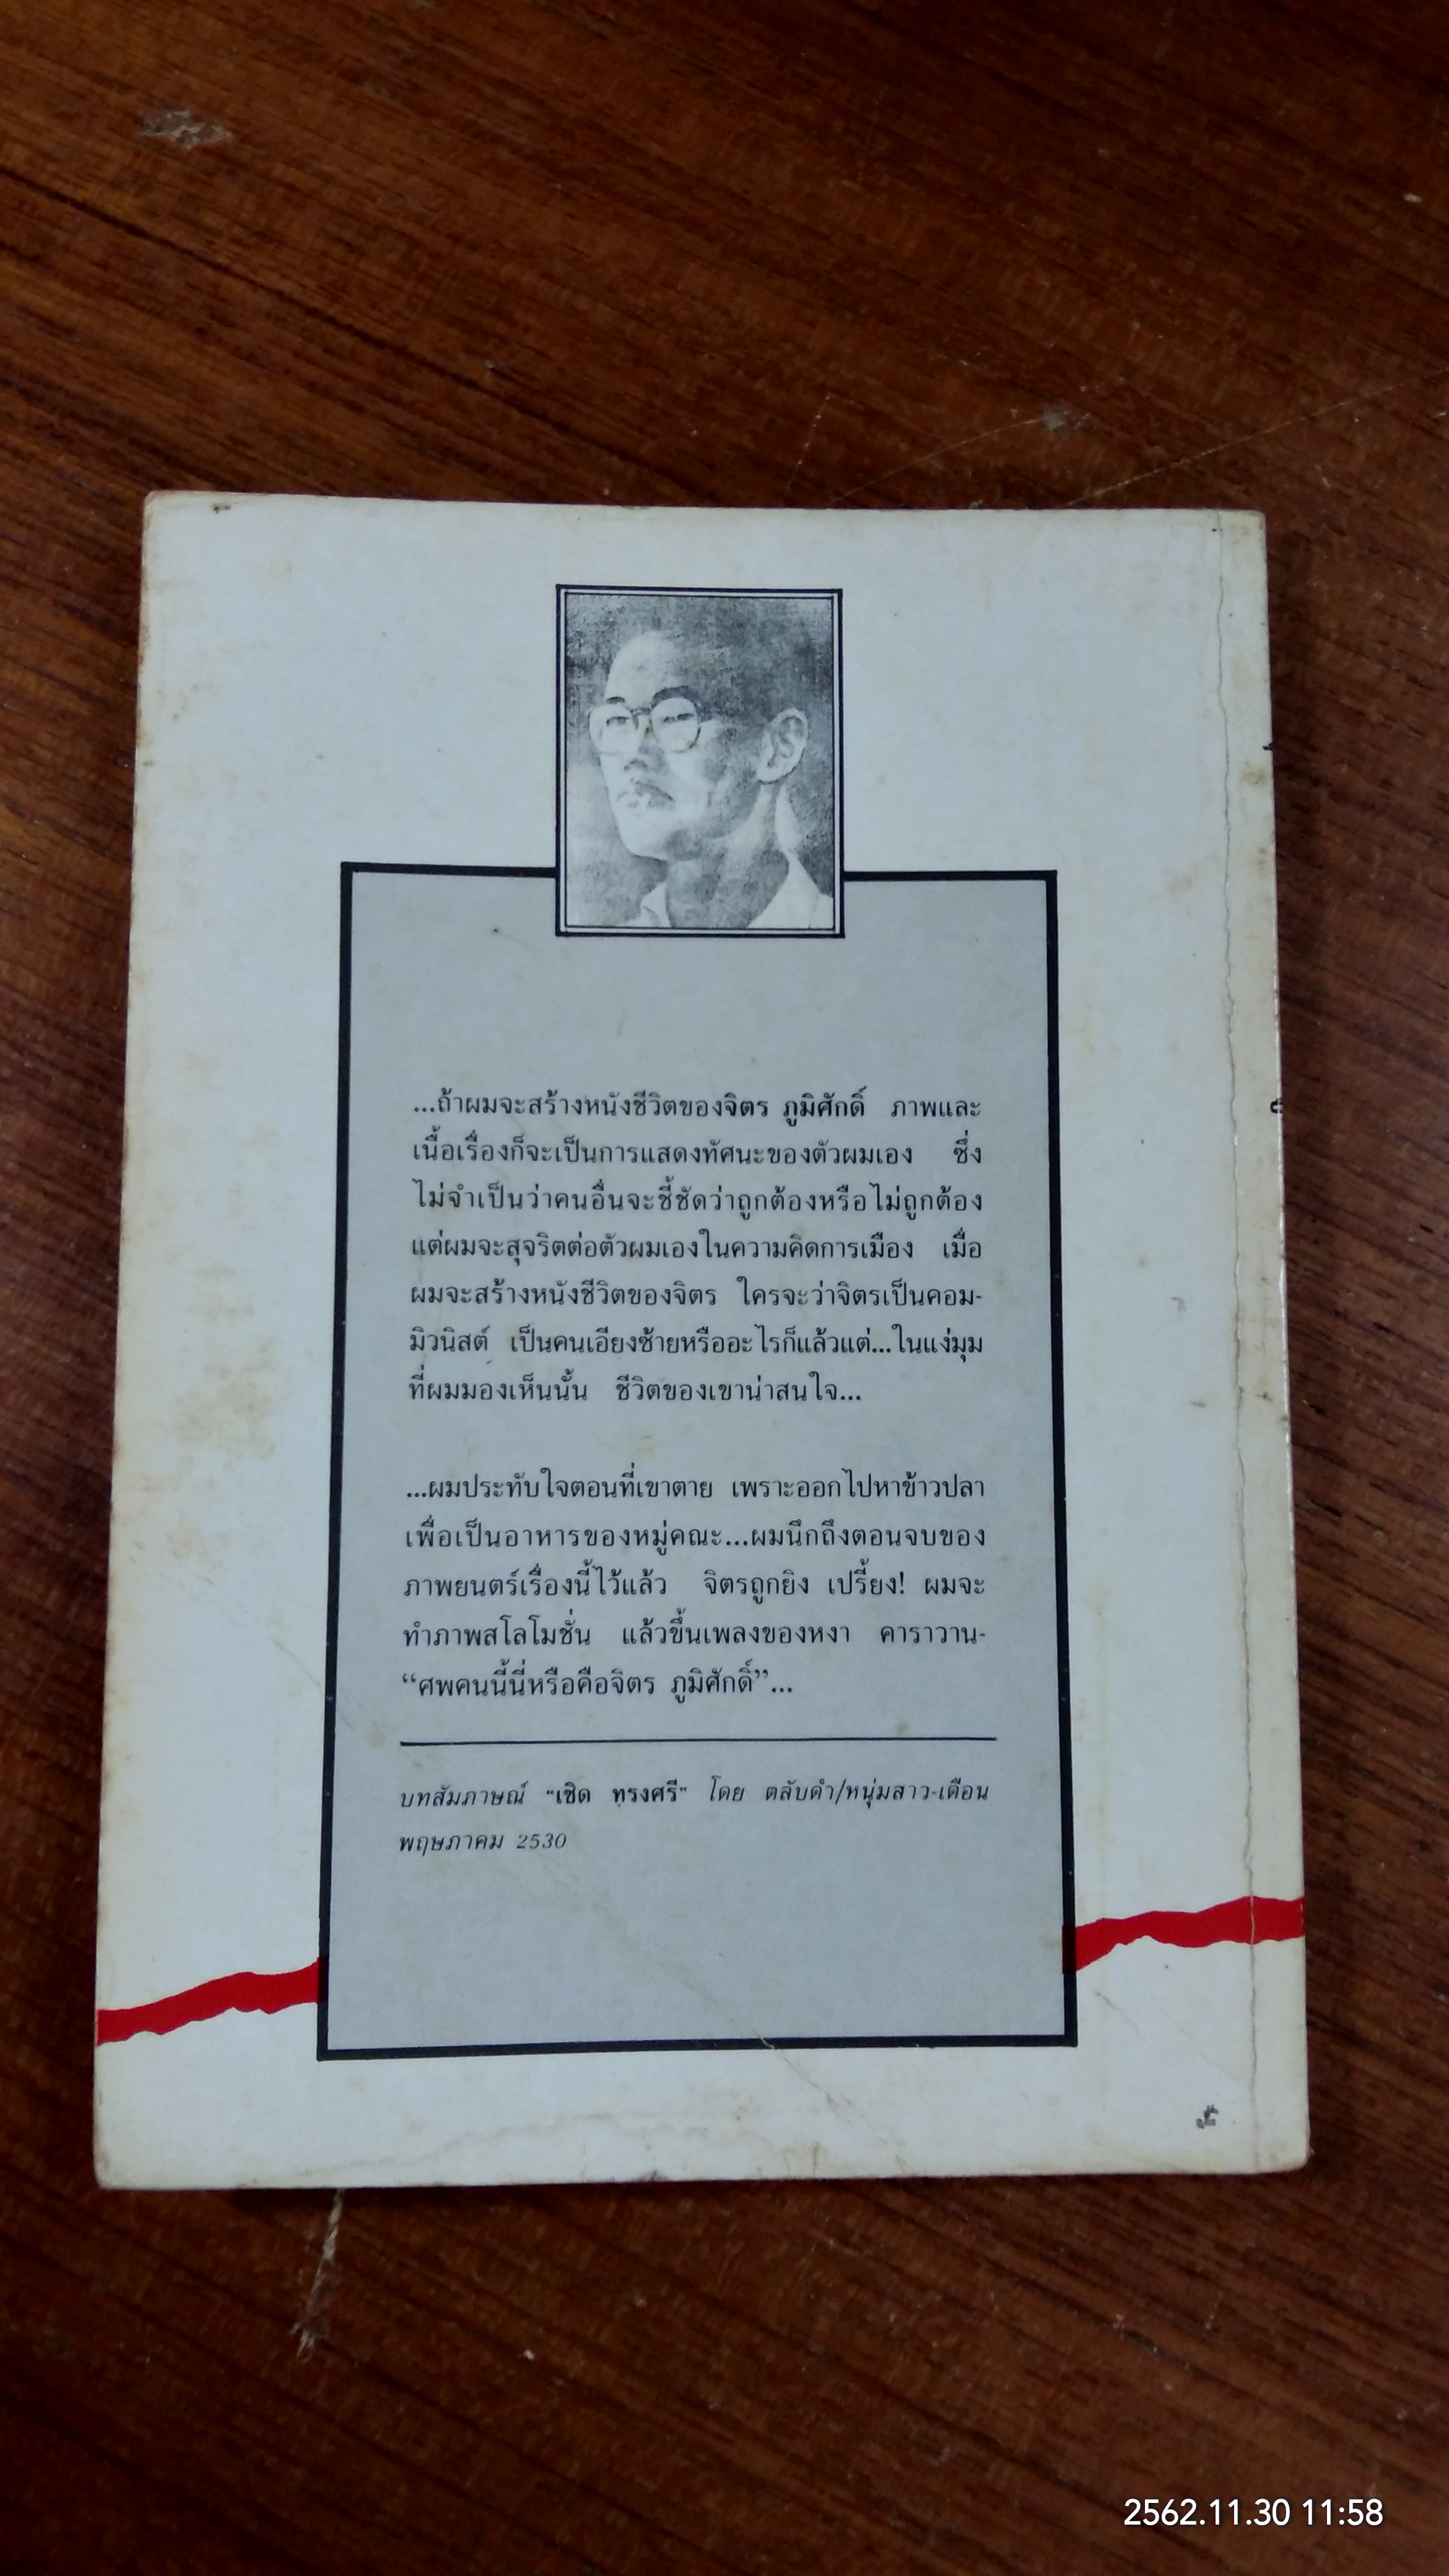 ...ถ้าผมจะสร้างหนังชีวิตของจิตร ภูมิศักดิ์ ภาพและ
เนื้อเรื่องก็จะเป็นการแสดงทัศนะของตัวผมเอง ซึ่ง
ไม่จำเป็นว่าคนอื่นจะชี้ชัดว่าถูกต้องหรือไม่ถูกต้อง
แต่ผมจะสุจริตต่อตัวผมเองในความคิดการเมือง เมื่อ
ผมจะสร้างหนังชีวิตของจิตร ใครจะว่าจิตรเป็นคอม-
มิวนิสต์ เป็นคนเอียงซ้ายหรืออะไรก็แล้วแต่...ในแง่มุม
ที่ผมมองเห็นนั้น ชีวิตของเขาน่าสนใจ...
...ผมประทับใจตอนที่เขาตาย เพราะออกไปหาข้าวปลา
เพื่อเป็นอาหารของหมู่คณะ...ผมนึกถึงตอนจบของ
ภาพยนตร์เรื่องนี้ไว้แล้ว จิตรถูกยิง เปรี้ยง! ผมจะ
ทำภาพสโลโมชั่น แล้วขึ้นเพลงของหงา คาราวาน-
“ศพคนนี้นี่หรือคือจิตร ภูมิศักดิ์”...
บทสัมภาษณ์ “เชิด ทรงศรี” โดย ตลับดำ/หนุ่มสาว-เดือน
พฤษภาคม 2530
2562.11.30 11:58